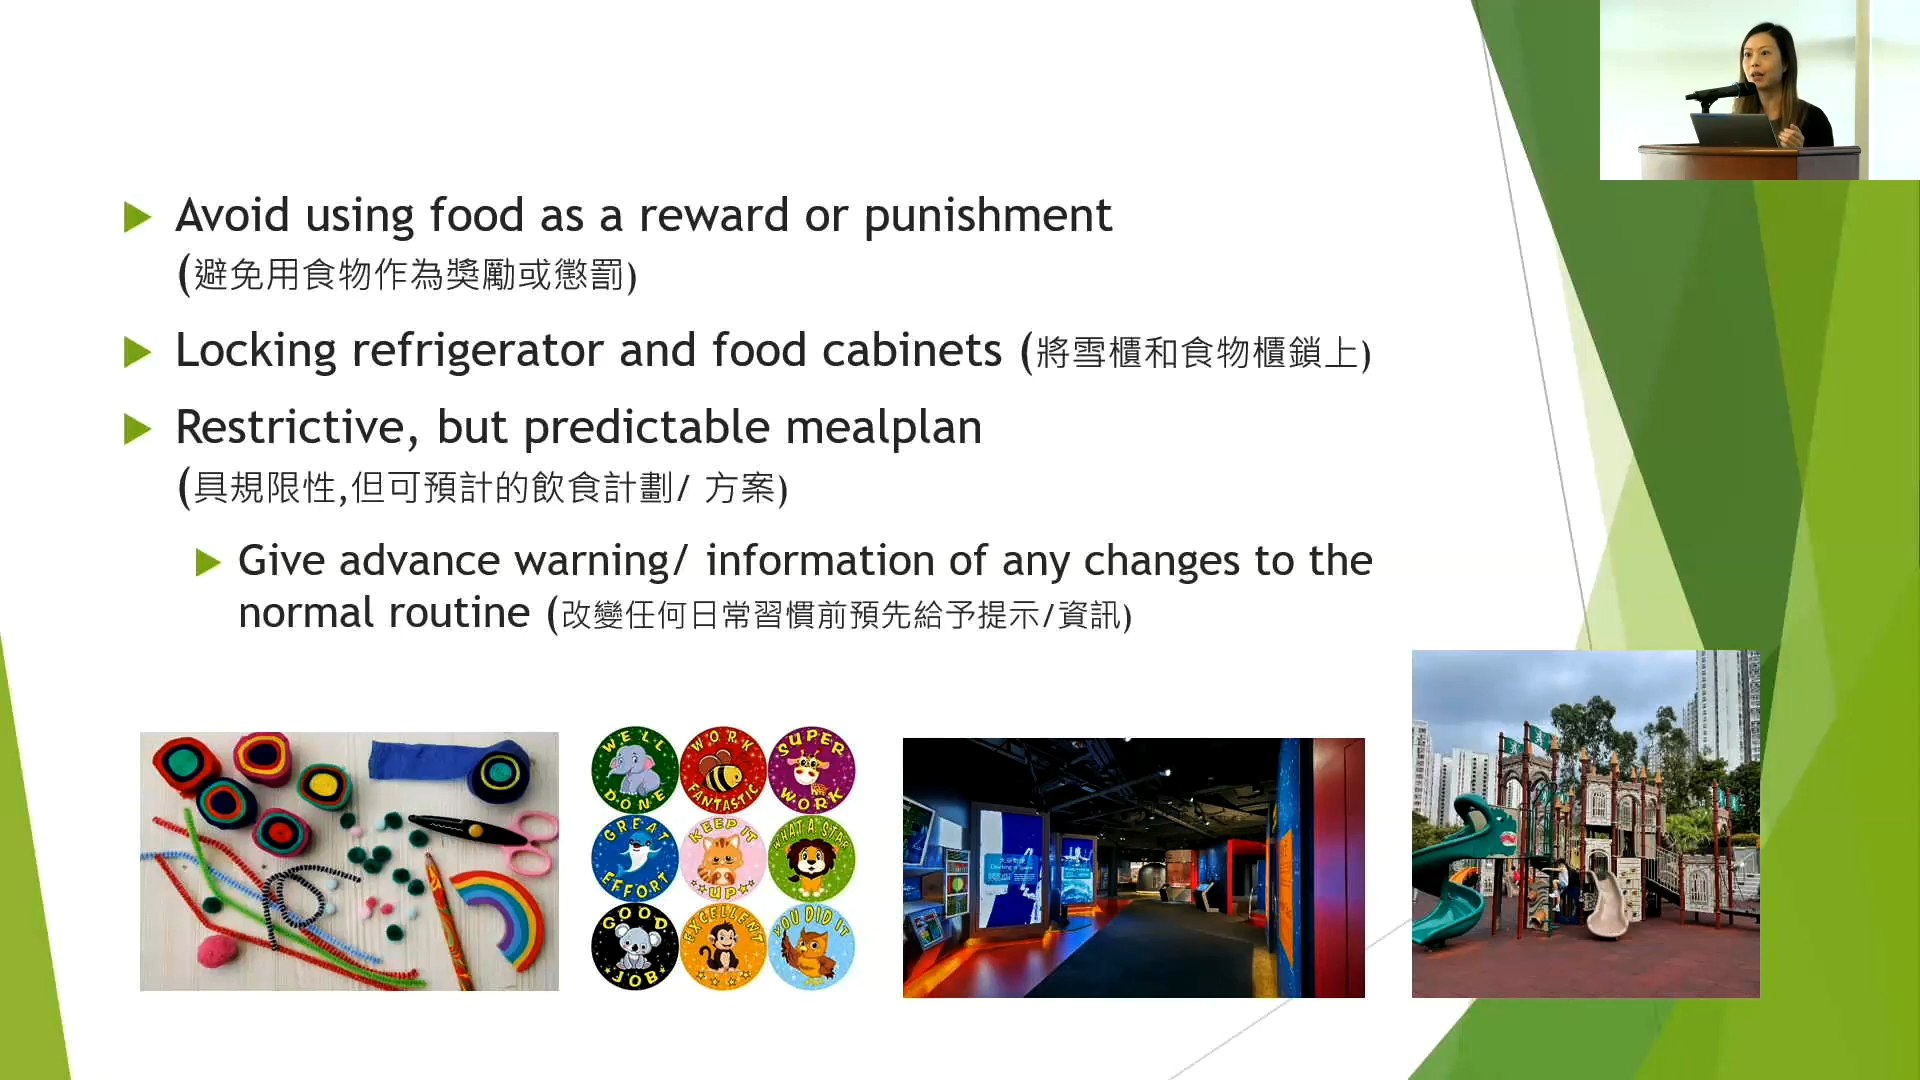 Avoid using food as a reward or punishment
(避免用食物作為獎勵或懲罰)
Locking refrigerator and food cabinets (將雪櫃和食物櫃鎖上)
Restrictive, but predictable mealplan
(具規限性,但可預計的飲食計劃/ 方案)
Give advance warning/ information of any changes to the
normal routine (改變任何日常習慣前預先給予提示/資訊)
WELL DONE
WORK FANTASTIC
SUPER WORK
GREAT EFFORT
KEEP IT UP
WHAT A STAR
GOOD JOB
EXCELLENT
YOU DID IT